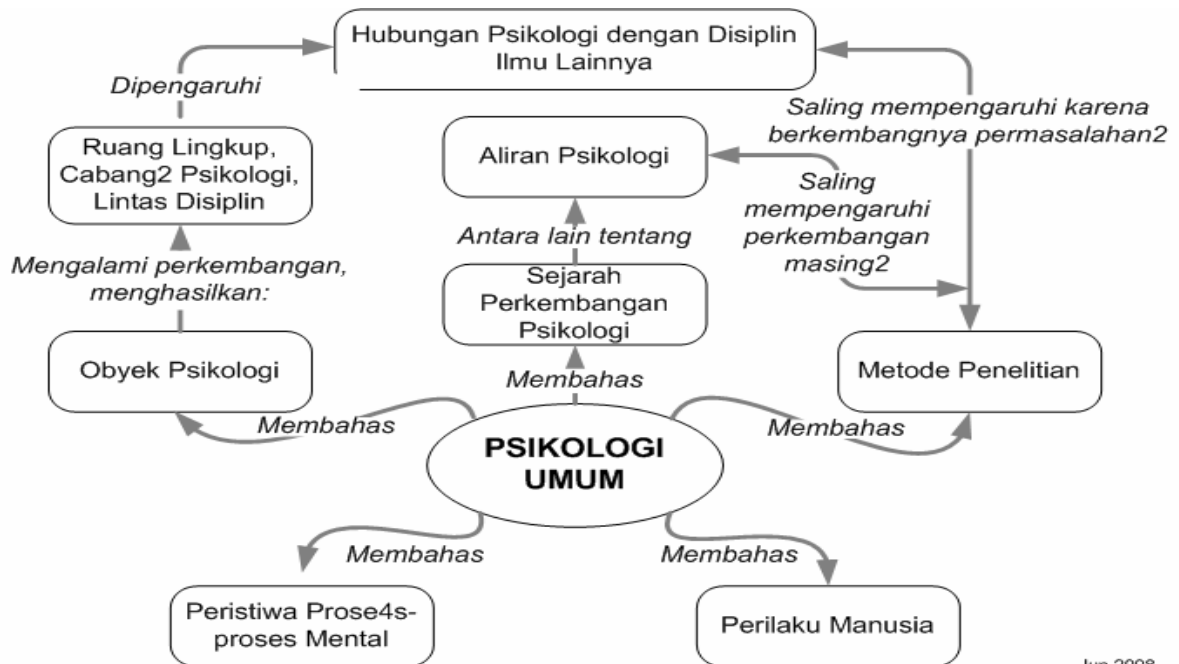 Hubungan Psikologi dengan Disiplin
Ilmu Lainnya
Dipengaruhi
Saling mempengaruhi karena
berkembangnya permasalahan2
Ruang Lingkup,
Cabang2 Psikologi,
Lintas Disiplin
Aliran Psikologi
Saling
mempengaruhi
perkembangan
masing2
Antara lain tentang
Mengalami perkembangan,
menghasilkan:
Sejarah
Perkembangan
Psikologi
Obyek Psikologi
Metode Penelitian
Membahas
Membahas
Membahas
PSIKOLOGI
UMUM
Membahas
Membahas
Peristiwa Prose4s-
proses Mental
Perilaku Manusia